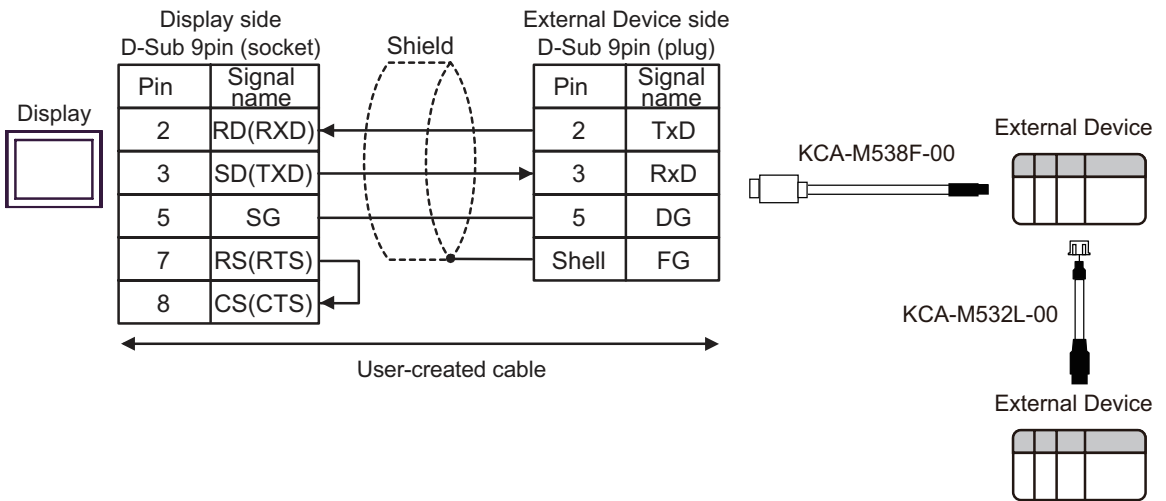 Display side
D-Sub 9pin (socket)
Shield
External Device side
D-Sub 9pin (plug)
Pin
Signal
name
Pin
Signal
name
Display
2 RD(RXD)
2 TxD
3 SD(TXD)
3 RxD
5 SG
5 DG
7 RS(RTS)
Shell FG
8 CS(CTS)
User-created cable
KCA-M538F-00
External Device
KCA-M532L-00
External Device